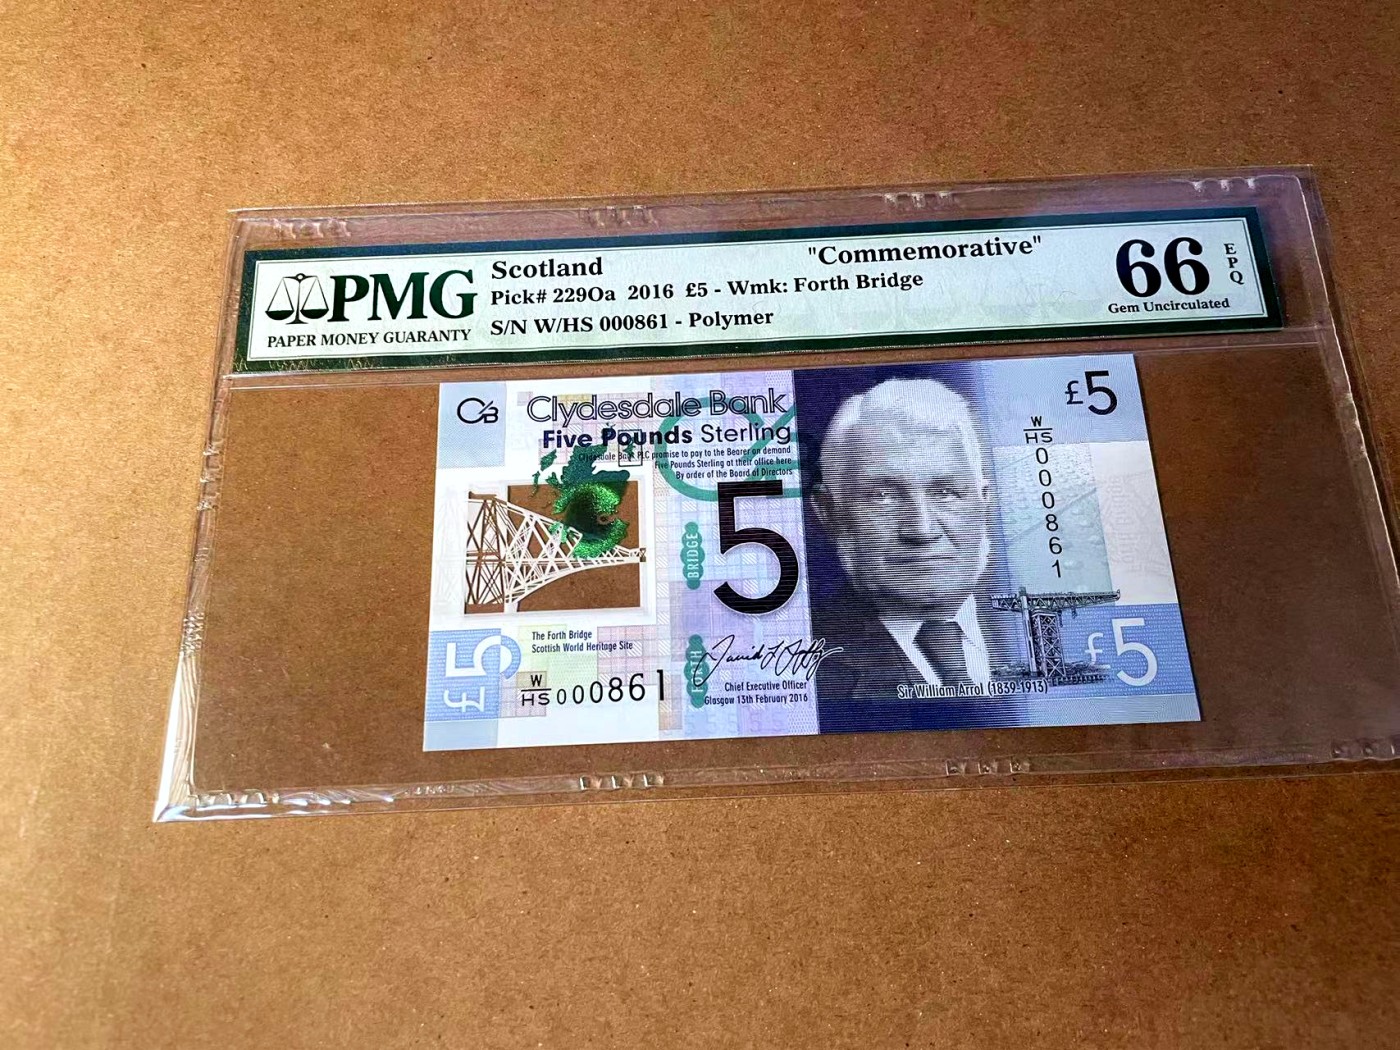 PMG
PAPER MONEY GUARANTY
Scotland
"Commemorative"
Pick# 229Oa 2016 £5 - Wmk: Forth Bridge
S/N W/HS 000861 - Polymer
66
EPQ
Gem Uncirculated
CB
Clydesdale Bank
Five Pounds Sterling
Clydesdale Bank PLC promise to pay to the Bearer on demand
Five Pounds Sterling at their office here
By order of the Board of Directors
5
FORTH BRIDGE
The Forth Bridge
Scottish World Heritage Site
£5
W/HS 000861
Chief Executive Officer
Glasgow 13th February 2016
£5
W/HS 000861
£5
Sir William Arrol (1839-1913)